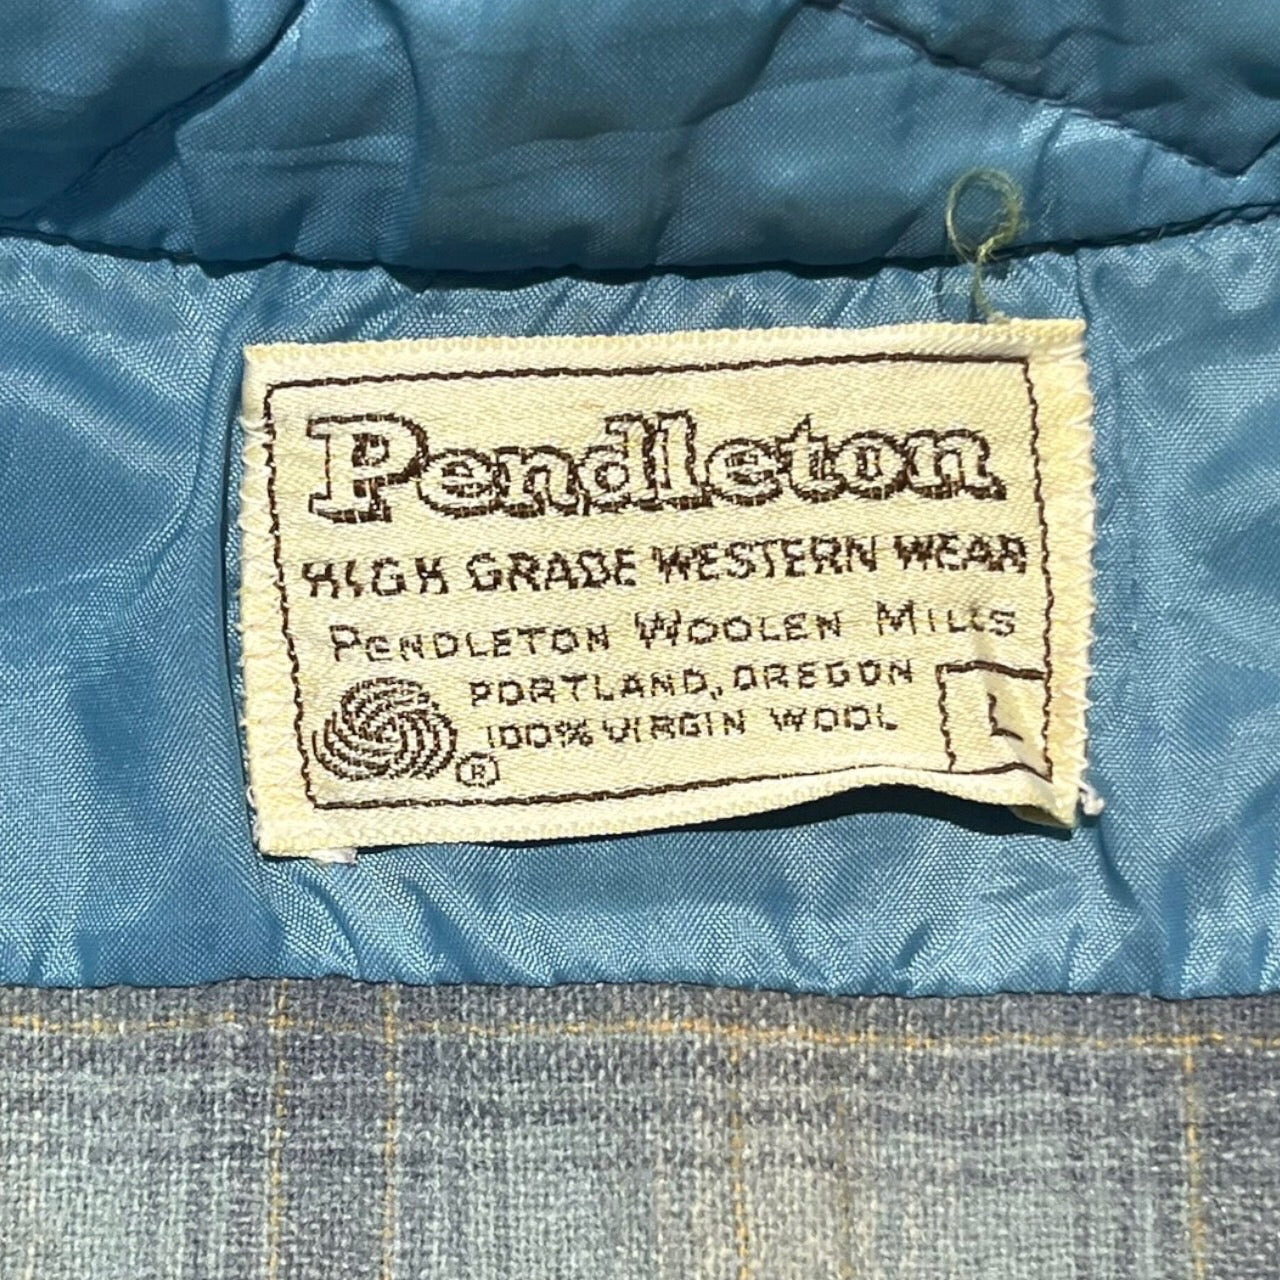 Pendleton
HIGH GRADE WESTERN WEAR
PENDLETON WOOLEN MILLS
PORTLAND, OREGON
100% VIRGIN WOOL
®
L